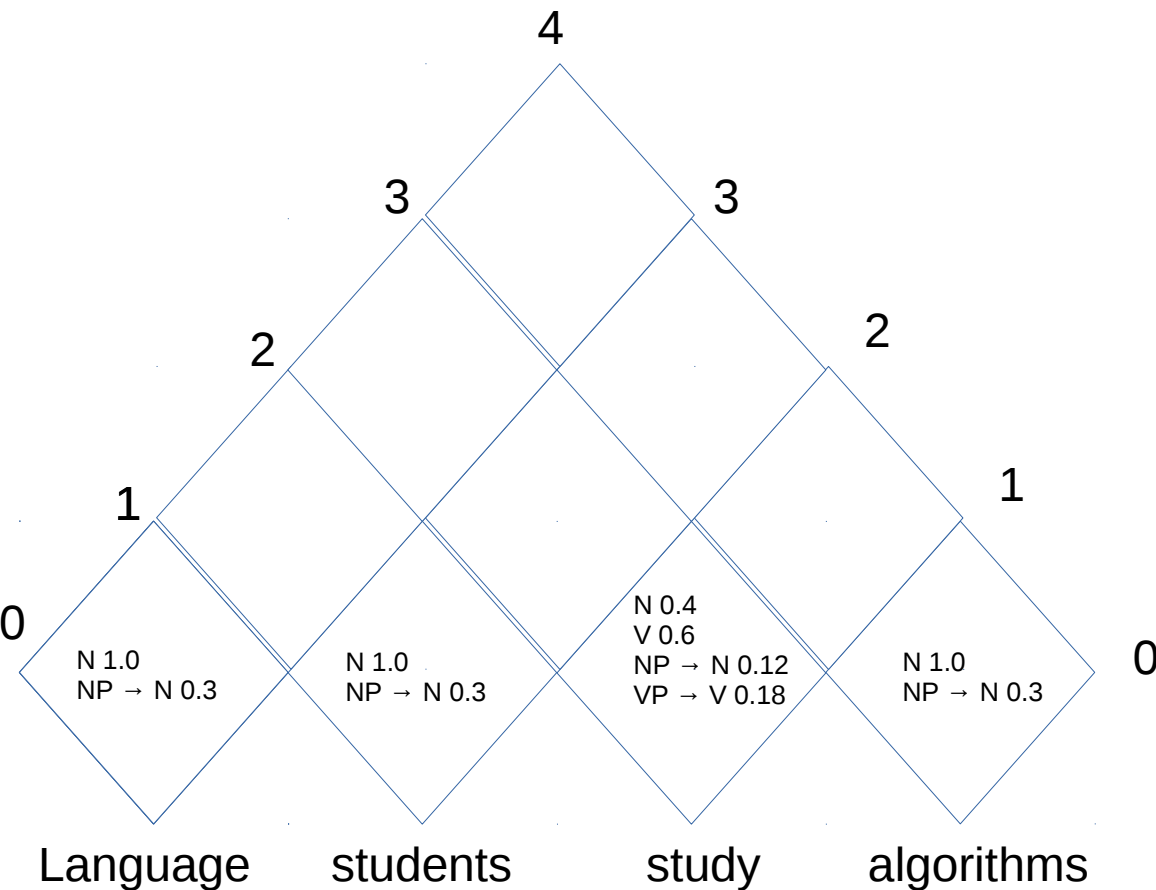 4
3
3
2
2
1
1
0
0
N 0.4
V 0.6
NP → N 0.12
VP → V 0.18
N 1.0
NP → N 0.3
N 1.0
NP → N 0.3
N 1.0
NP → N 0.3
Language students study algorithms